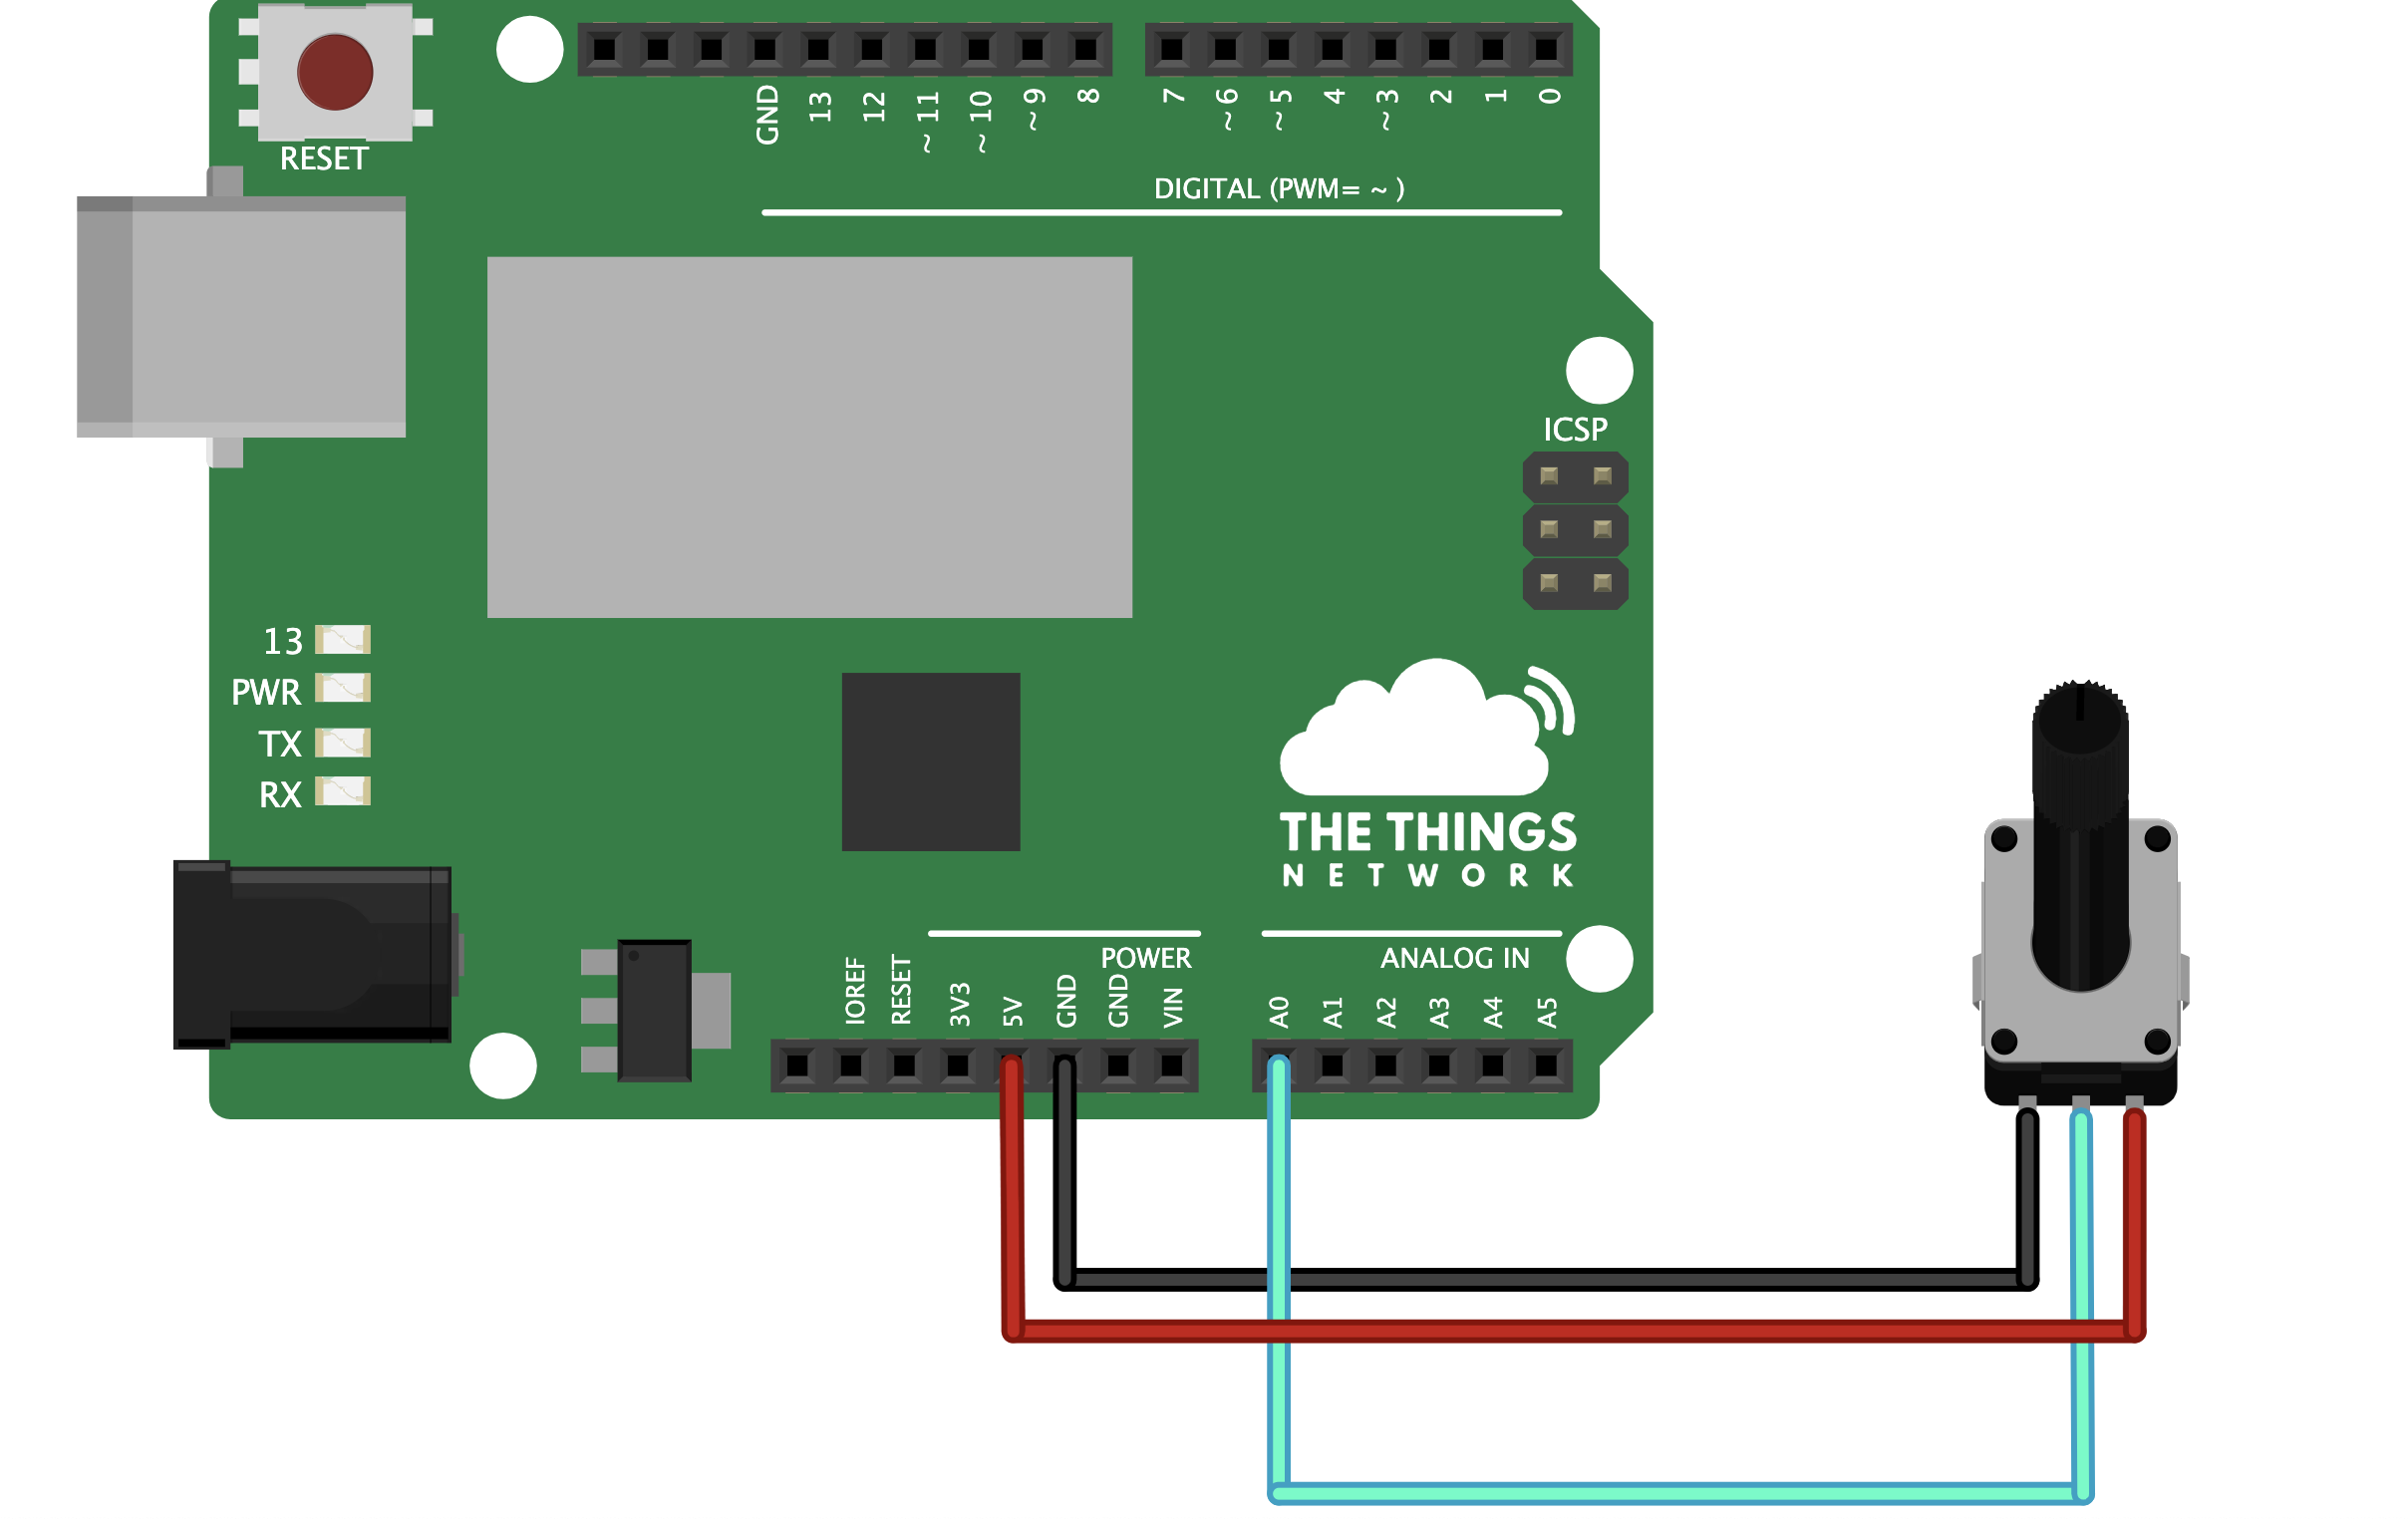 GND 13 12 ~11 ~10 ~9 8 7 ~6 ~5 4 ~3 2 1 0
RESET
DIGITAL (PWM= ~ )
ICSP
13
PWR
TX
RX
THE THINGS
NETWORK
POWER ANALOG IN
IOREF RESET 3V3 5V GND GND VIN A0 A1 A2 A3 A4 A5